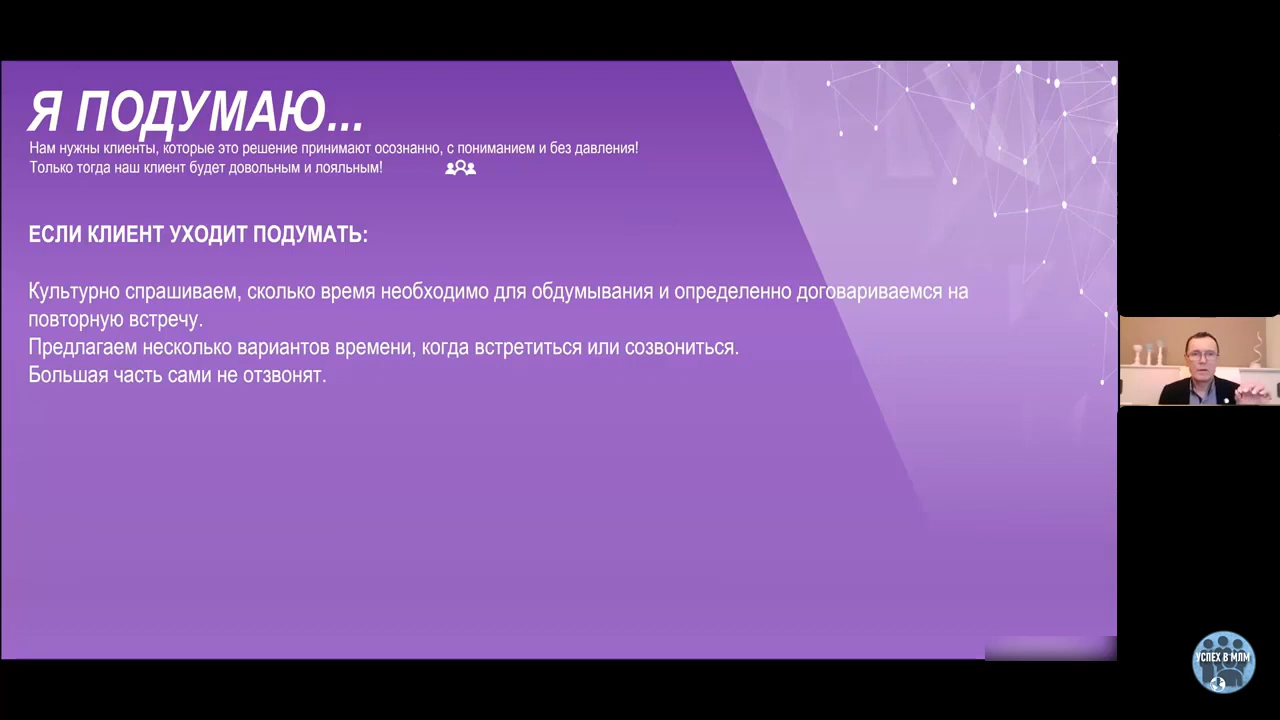 Я ПОДУМАЮ...
Нам нужны клиенты, которые это решение принимают осознанно, с пониманием и без давления!
Только тогда наш клиент будет довольным и лояльным!
ЕСЛИ КЛИЕНТ УХОДИТ ПОДУМАТЬ:
Культурно спрашиваем, сколько время необходимо для обдумывания и определенно договариваемся на
повторную встречу.
Предлагаем несколько вариантов времени, когда встретиться или созвониться.
Большая часть сами не отзвонят.
УСПЕХ В МЛМ